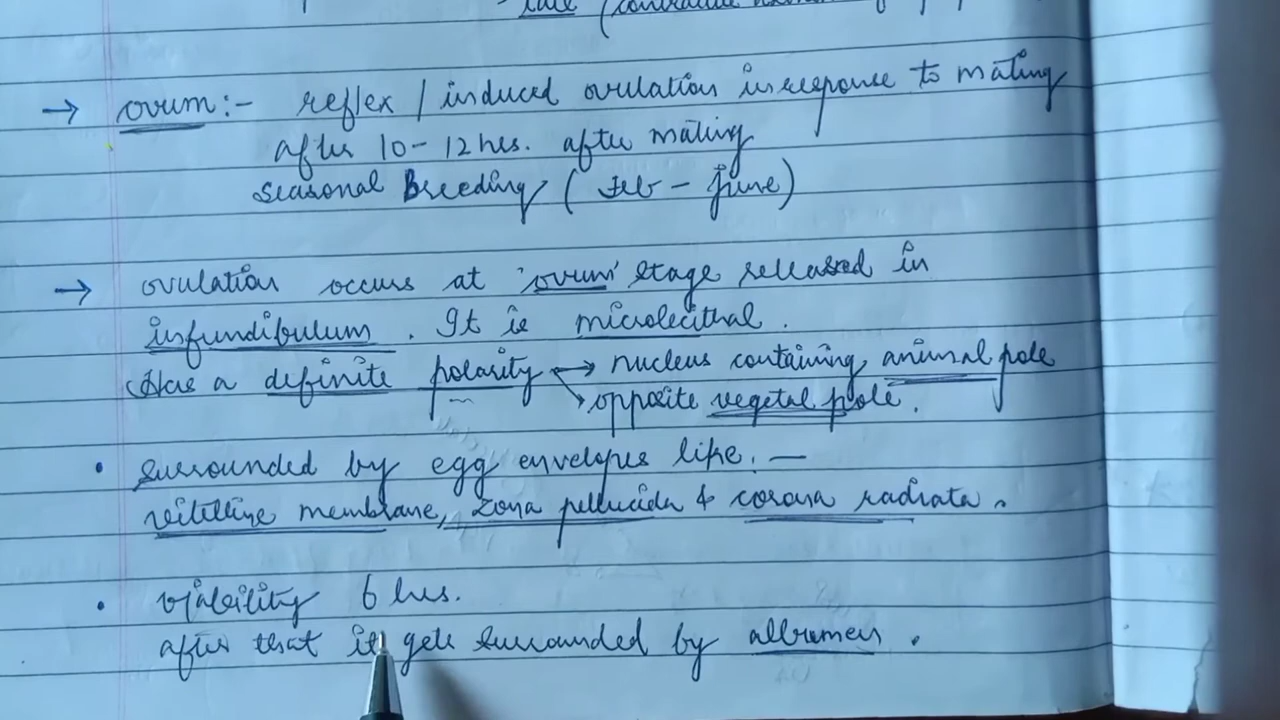 → ovum:- reflex / induced ovulation in response to mating
after 10-12 hrs. after mating
seasonal Breeding (Feb - June)
→ ovulation occurs at 'ovum' stage released in
infundibulum. It is microlecithal.
(Has a definite polarity → nucleus containing animal pole
→ opposite vegetal pole.
• surrounded by egg envelopes like. —
vitelline membrane, zona pellucida & corona radiata.
• viability 6 hrs.
after that it gets surrounded by albumen.